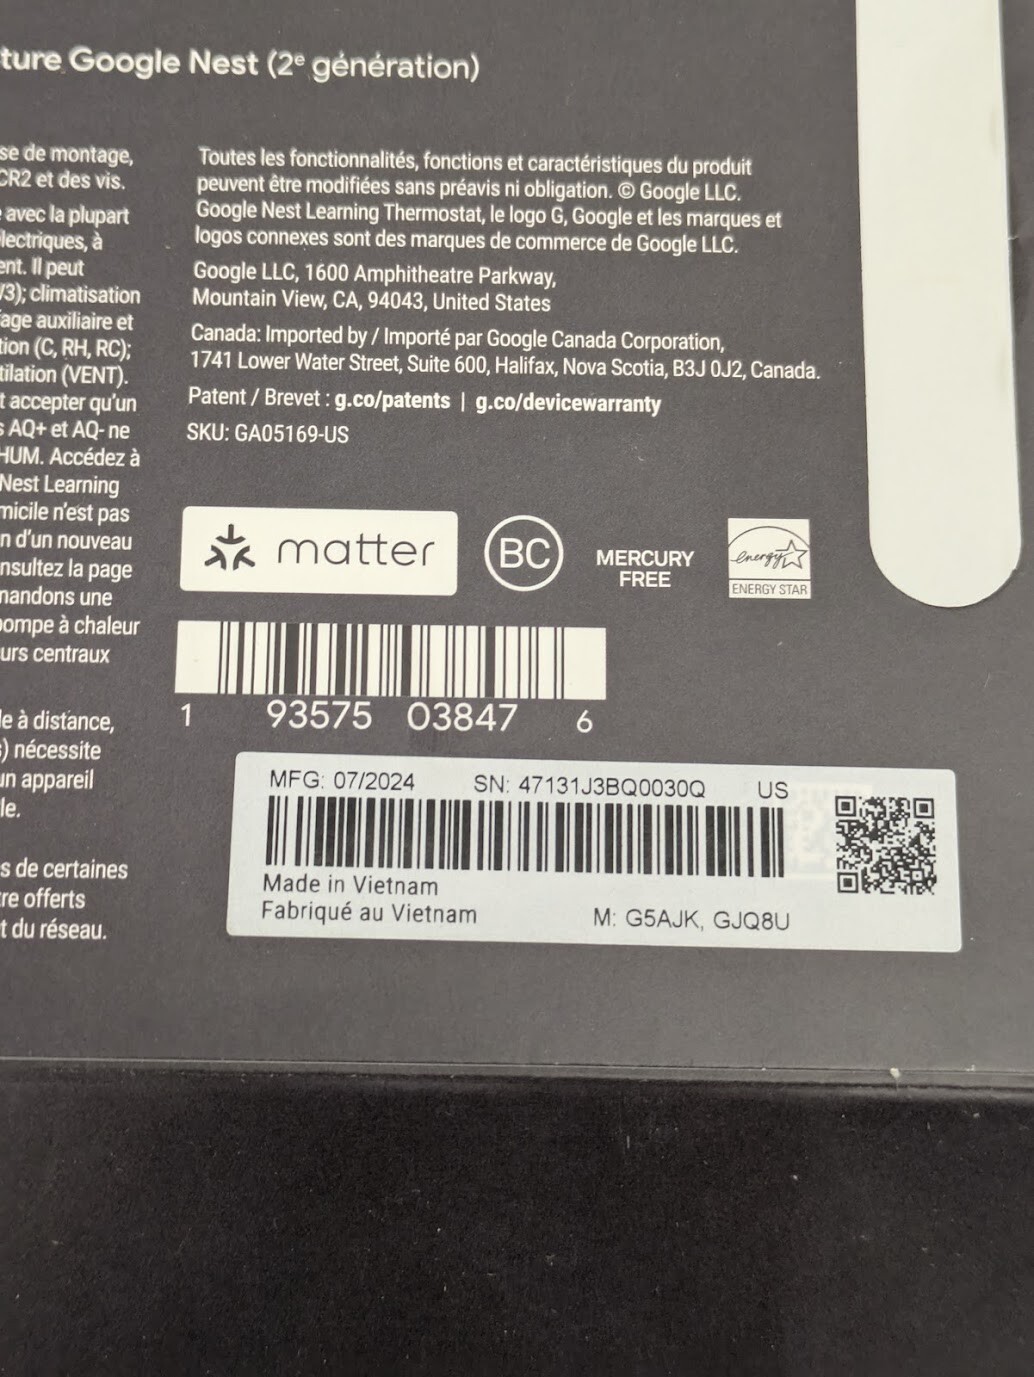 ture Google Nest (2e génération)
se de montage,
CR2 et des vis.
avec la plupart
lectriques, à
ent. Il peut
/3); climatisation
age auxiliaire et
tion (C, RH, RC);
tilation (VENT).
t accepter qu'un
s AQ+ et AQ- ne
HUM. Accédez à
Nest Learning
micile n'est pas
n d'un nouveau
nsultez la page
mandons une
pompe à chaleur
urs centraux
le à distance,
s) nécessite
un appareil
le.
s de certaines
re offerts
t du réseau.
Toutes les fonctionnalités, fonctions et caractéristiques du produit
peuvent être modifiées sans préavis ni obligation. © Google LLC.
Google Nest Learning Thermostat, le logo G, Google et les marques et
logos connexes sont des marques de commerce de Google LLC.
Google LLC, 1600 Amphitheatre Parkway,
Mountain View, CA, 94043, United States
Canada: Imported by / Importé par Google Canada Corporation,
1741 Lower Water Street, Suite 600, Halifax, Nova Scotia, B3J 0J2, Canada.
Patent / Brevet : g.co/patents | g.co/devicewarranty
SKU: GA05169-US
matter
BC
MERCURY
FREE
energy
ENERGY STAR
1 93575 03847 6
MFG: 07/2024 SN: 47131J3BQ0030Q US
Made in Vietnam
Fabriqué au Vietnam M: G5AJK, GJQ8U